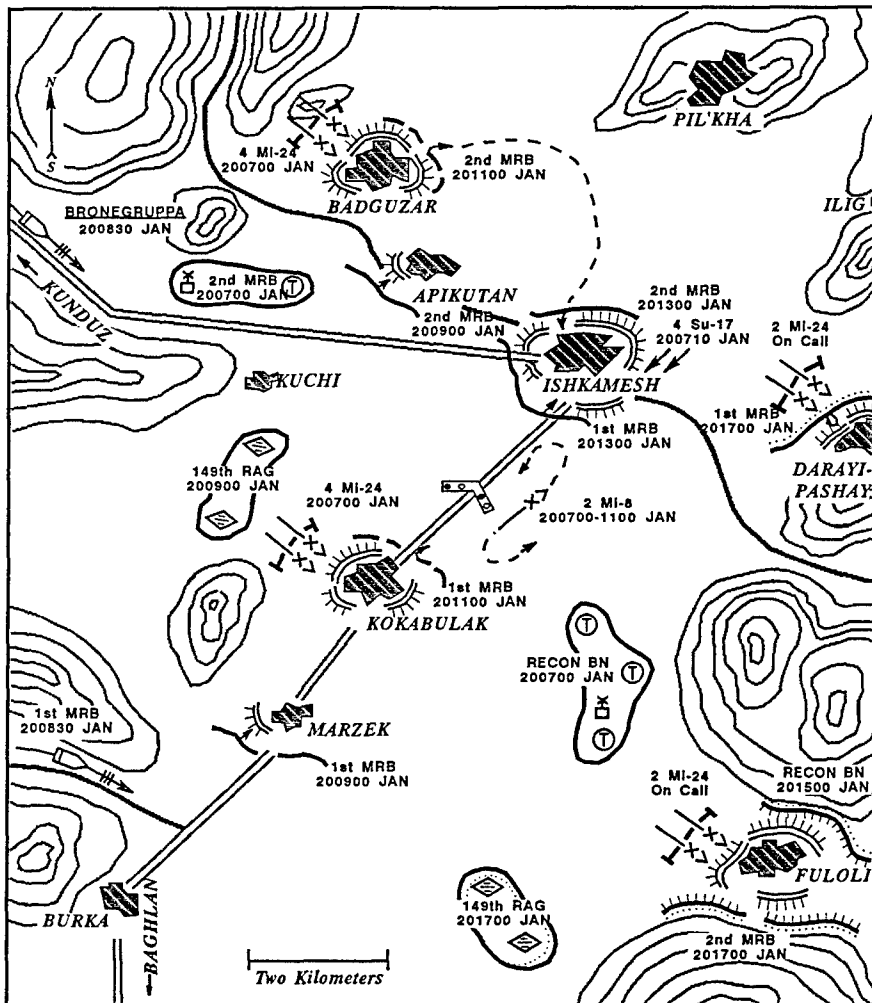 N
S
PIL'KHA
4 Mi-24
200700 JAN
2nd MRB
201100 JAN
BADGUZAR
BRONEGRUPPA
200830 JAN
ILIG
KUNDUZ
2nd MRB
200700 JAN
T
APIKUTAN
2nd MRB
200900 JAN
2nd MRB
201300 JAN
4 Su-17
200710 JAN
2 Mi-24
On Call
KUCHI
ISHKAMESH
1st MRB
201300 JAN
1st MRB
201700 JAN
DARAYI-
PASHAY
149th RAG
200900 JAN
4 Mi-24
200700 JAN
2 Mi-8
200700-1100 JAN
1st MRB
201100 JAN
KOKABULAK
T
RECON BN
200700 JAN
T
T
1st MRB
200830 JAN
MARZEK
1st MRB
200900 JAN
RECON BN
201500 JAN
2 Mi-24
On Call
FULOLI
BURKA
BAGHLAN
149th RAG
201700 JAN
2nd MRB
201700 JAN
Two Kilometers